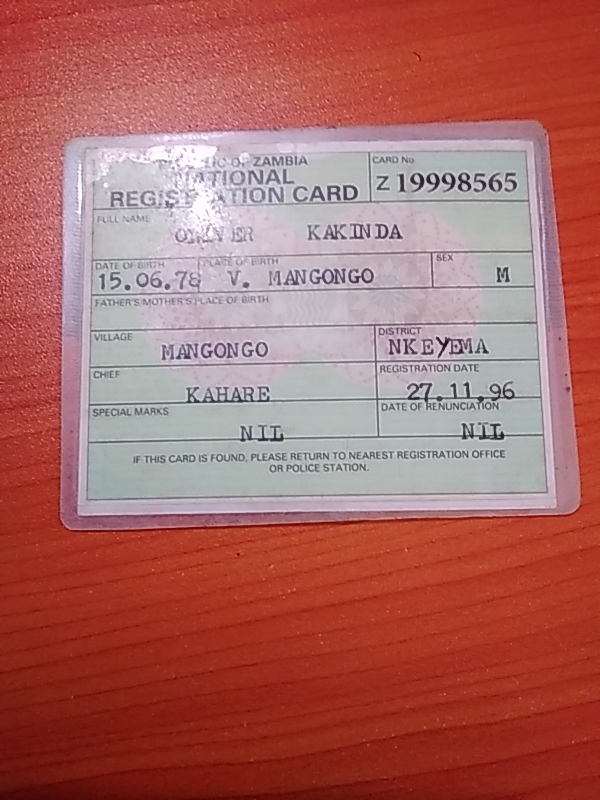 OF ZAMBIA
NATIONAL
REGISTRATION CARD
CARD No.
Z 19998565
FULL NAME
KAKINDA
DATE OF BIRTH PLACE OF BIRTH SEX
15.06.78 V. MANGONGO M
FATHER'S/MOTHER'S PLACE OF BIRTH
VILLAGE DISTRICT
MANGONGO NKEYEMA
CHIEF REGISTRATION DATE
KAHARE 27.11.96
SPECIAL MARKS DATE OF RENUNCIATION
NIL NIL
IF THIS CARD IS FOUND, PLEASE RETURN TO NEAREST REGISTRATION OFFICE
OR POLICE STATION.